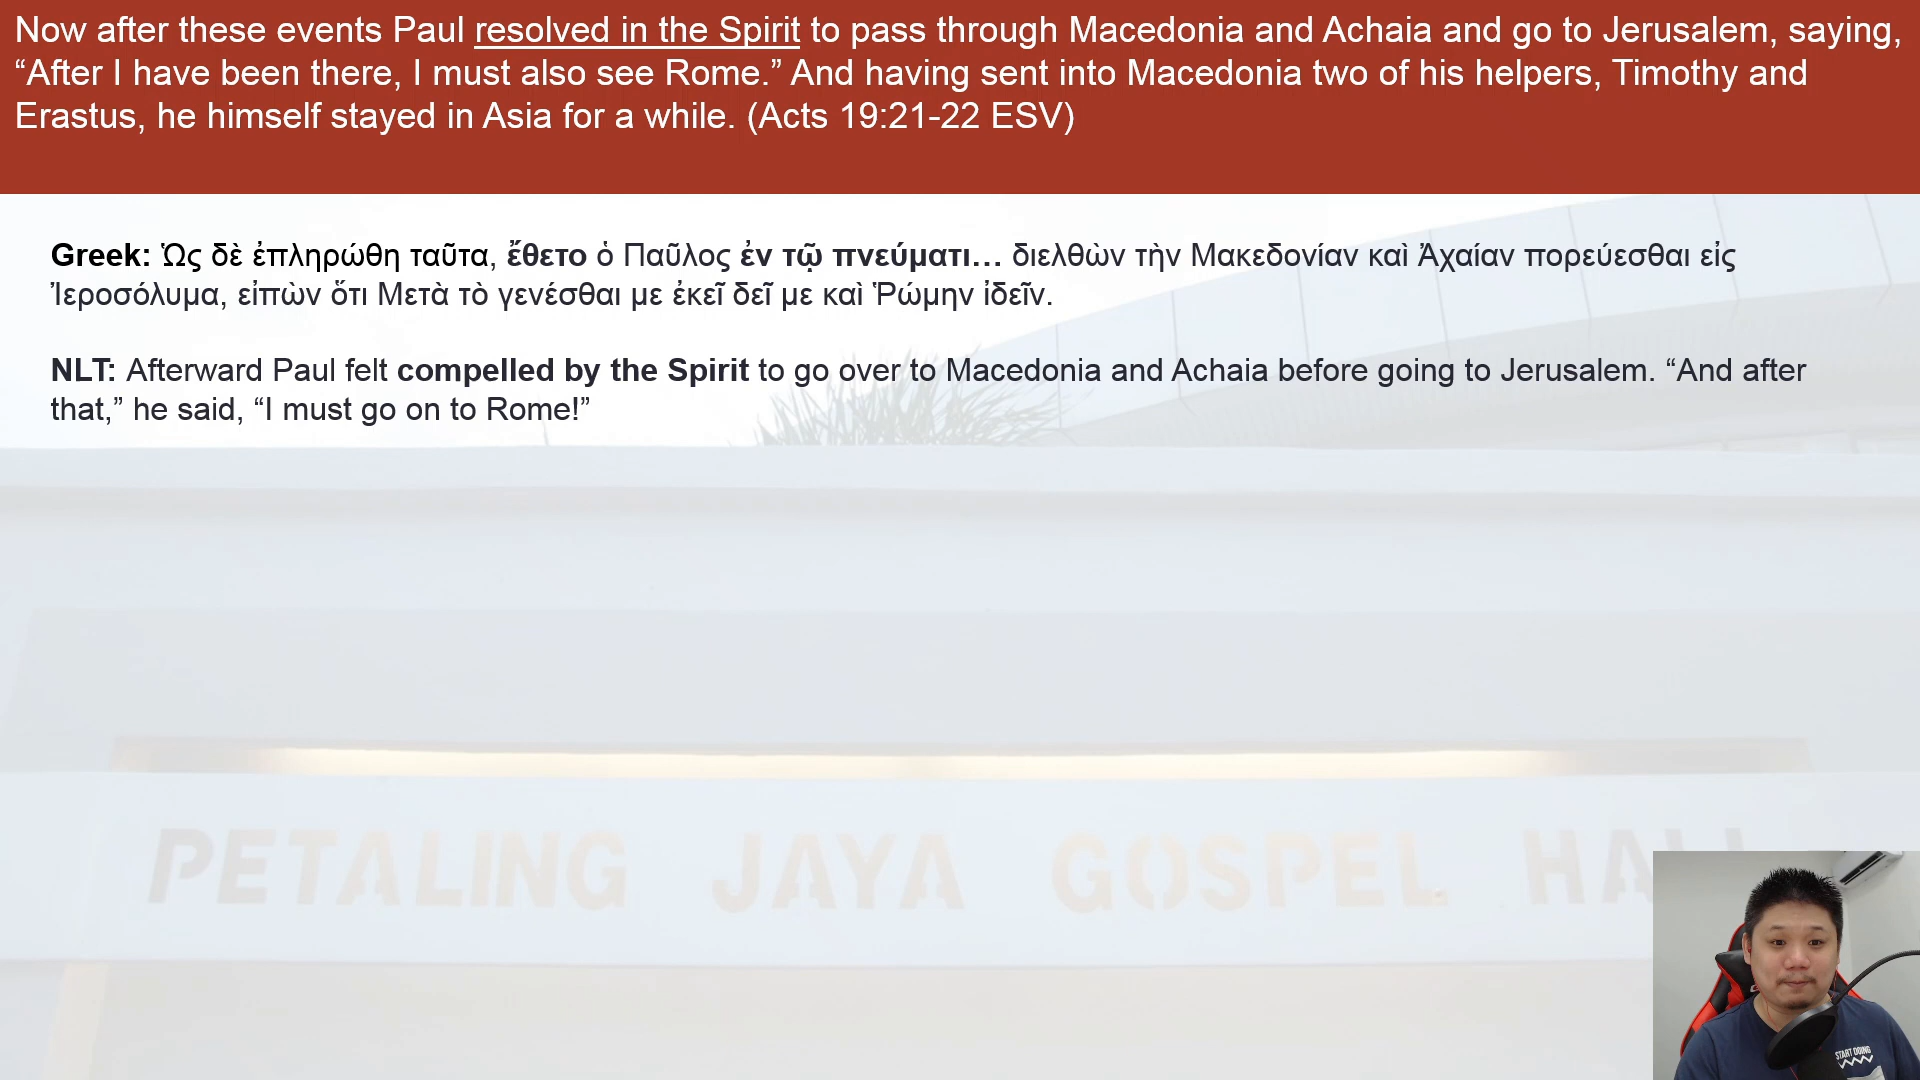 Now after these events Paul resolved in the Spirit to pass through Macedonia and Achaia and go to Jerusalem, saying,
“After I have been there, I must also see Rome.” And having sent into Macedonia two of his helpers, Timothy and
Erastus, he himself stayed in Asia for a while. (Acts 19:21-22 ESV)
Greek: Ὡς δὲ ἐπληρώθη ταῦτα, ἔθετο ὁ Παῦλος ἐν τῷ πνεύματι… διελθὼν τὴν Μακεδονίαν καὶ Ἀχαίαν πορεύεσθαι εἰς
Ἰεροσόλυμα, εἰπὼν ὅτι Μετὰ τὸ γενέσθαι με ἐκεῖ δεῖ με καὶ Ῥώμην ἰδεῖν.
NLT: Afterward Paul felt compelled by the Spirit to go over to Macedonia and Achaia before going to Jerusalem. “And after
that,” he said, “I must go on to Rome!”
PETALING JAYA GOSPEL HALL
START DOING